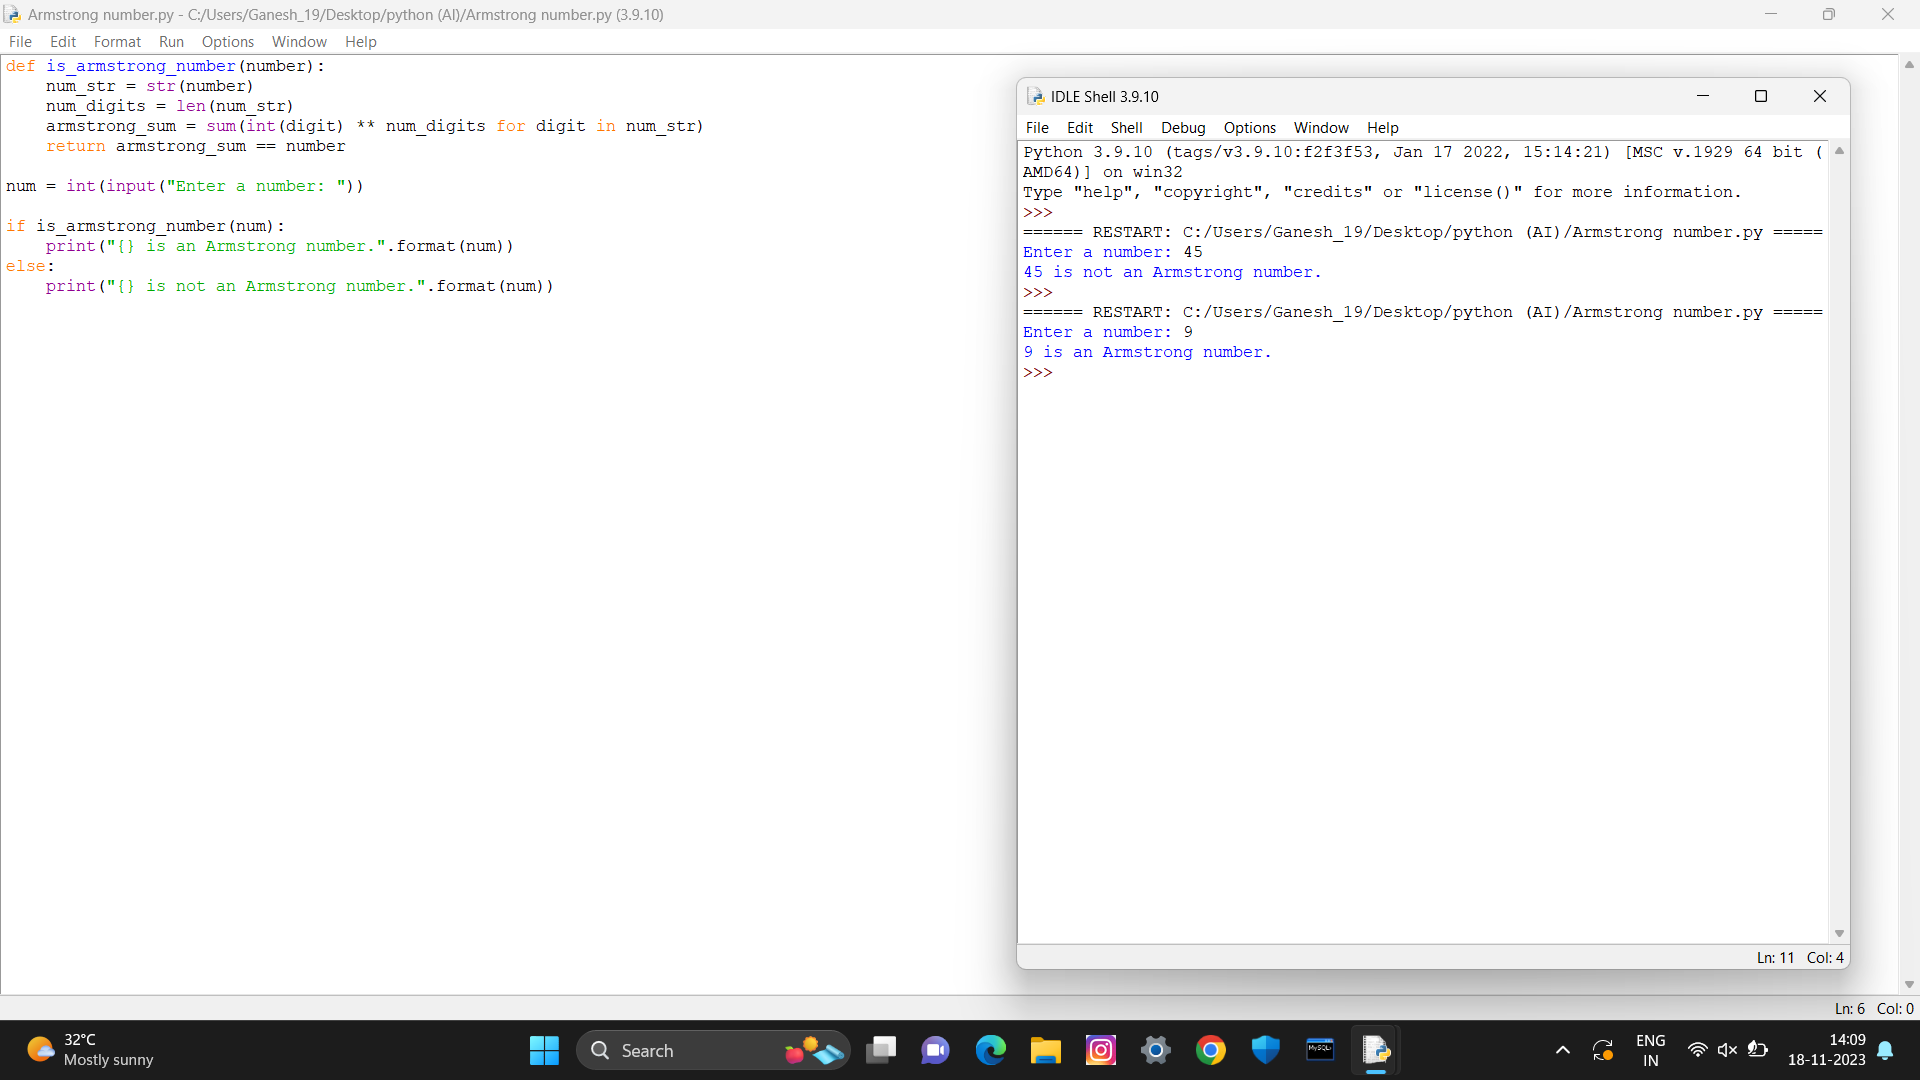 Armstrong number.py - C:/Users/Ganesh_19/Desktop/python (AI)/Armstrong number.py (3.9.10)
File Edit Format Run Options Window Help
def is_armstrong_number(number):
    num_str = str(number)
    num_digits = len(num_str)
    armstrong_sum = sum(int(digit) ** num_digits for digit in num_str)
    return armstrong_sum == number
num = int(input("Enter a number: "))
if is_armstrong_number(num):
    print("{} is an Armstrong number.".format(num))
else:
    print("{} is not an Armstrong number.".format(num))
IDLE Shell 3.9.10
File Edit Shell Debug Options Window Help
Python 3.9.10 (tags/v3.9.10:f2f3f53, Jan 17 2022, 15:14:21) [MSC v.1929 64 bit (
AMD64)] on win32
Type "help", "copyright", "credits" or "license()" for more information.
>>>
====== RESTART: C:/Users/Ganesh_19/Desktop/python (AI)/Armstrong number.py =====
Enter a number: 45
45 is not an Armstrong number.
>>>
====== RESTART: C:/Users/Ganesh_19/Desktop/python (AI)/Armstrong number.py =====
Enter a number: 9
9 is an Armstrong number.
>>>
Ln: 11 Col: 4
Ln: 6 Col: 0
32°C
Mostly sunny
Search
MySQL
ENG
IN
14:09
18-11-2023